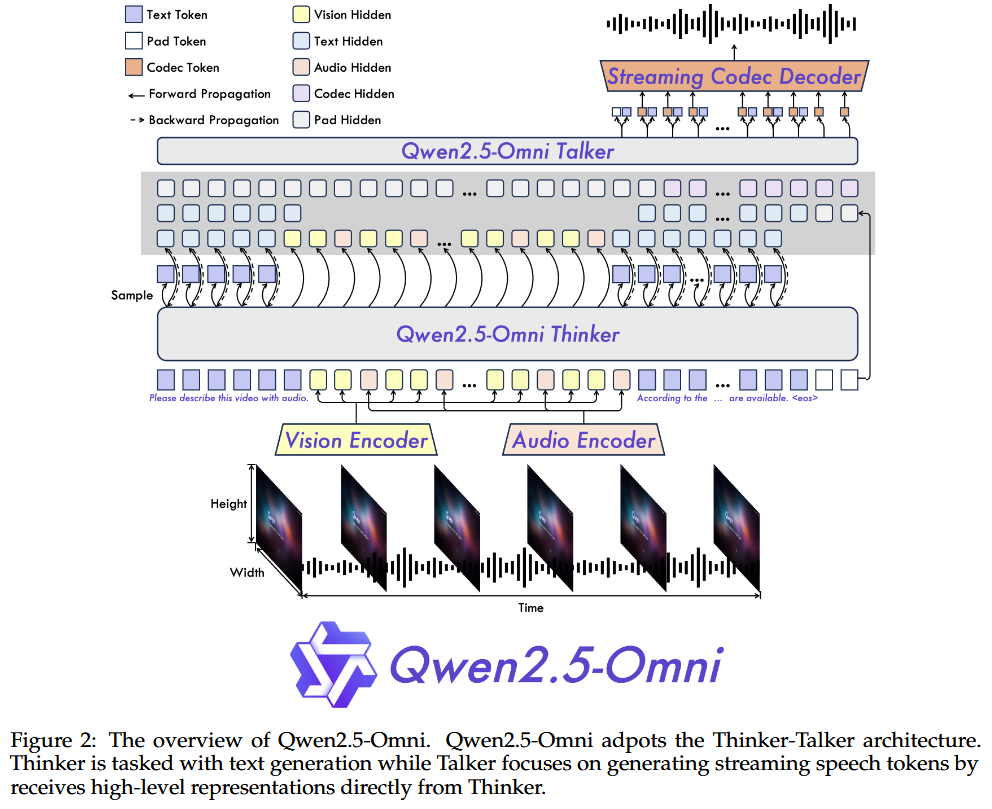 Text Token
Vision Hidden
Pad Token
Text Hidden
Codec Token
Audio Hidden
Forward Propagation
Codec Hidden
Backward Propagation
Pad Hidden
Streaming Codec Decoder
...
Qwen2.5-Omni Talker
... ...
... ...
...
...
Sample
Qwen2.5-Omni Thinker
... ...
Please describe this video with audio.
According to the ... are available. <eos>
Vision Encoder
Audio Encoder
Height
Width
Time
Qwen2.5-Omni
Figure 2: The overview of Qwen2.5-Omni. Qwen2.5-Omni adpots the Thinker-Talker architecture.
Thinker is tasked with text generation while Talker focuses on generating streaming speech tokens by
receives high-level representations directly from Thinker.